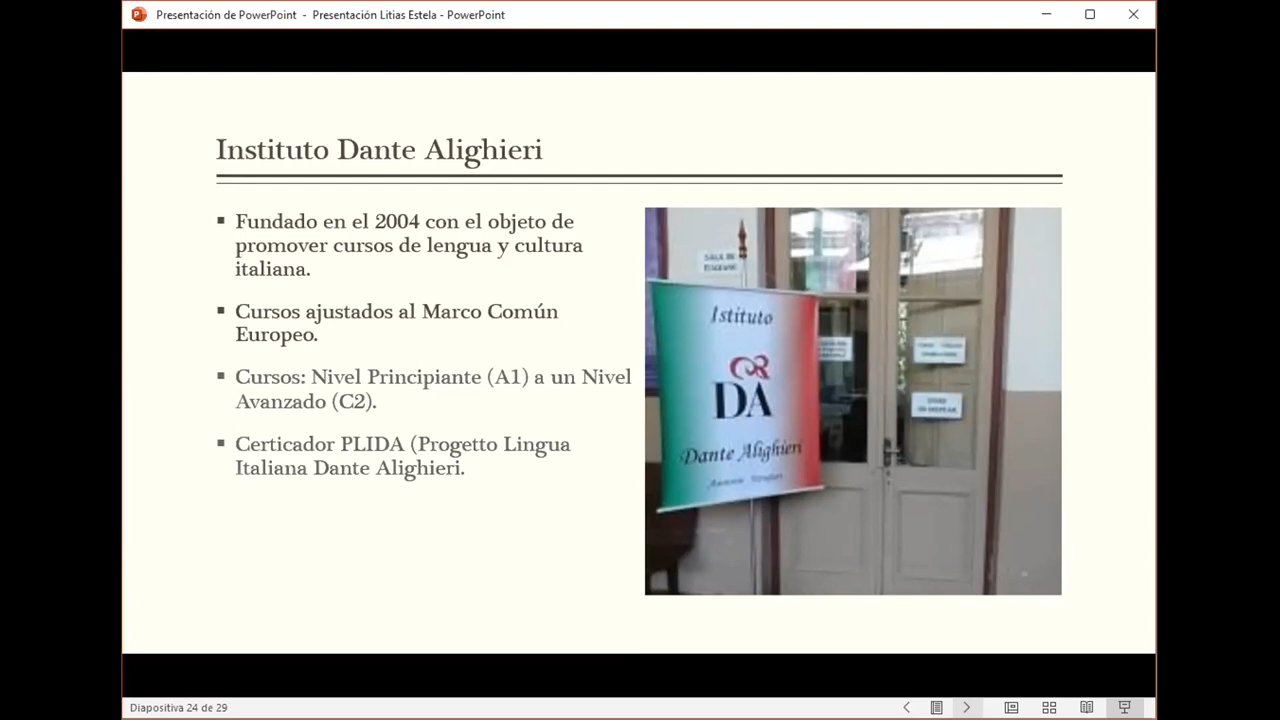 Presentación de PowerPoint - Presentación Litias Estela - PowerPoint
Instituto Dante Alighieri
Fundado en el 2004 con el objeto de
promover cursos de lengua y cultura
italiana.
Cursos ajustados al Marco Común
Europeo.
Cursos: Nivel Principiante (A1) a un Nivel
Avanzado (C2).
Certicador PLIDA (Progetto Lingua
Italiana Dante Alighieri.
SALA DE
Istituto
DA
Dante Alighieri
Diapositiva 24 de 29